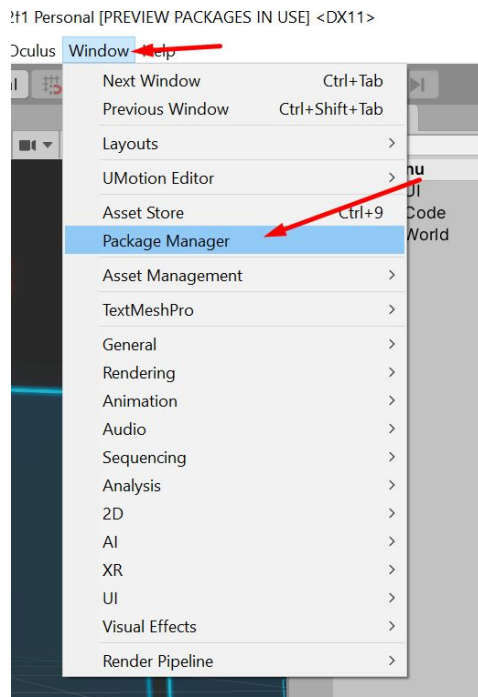 2f1 Personal [PREVIEW PACKAGES IN USE] <DX11>
Oculus Window Help
Next Window Ctrl+Tab
Previous Window Ctrl+Shift+Tab
Layouts
UMotion Editor
UI
Asset Store Ctrl+9
Code
Package Manager
World
Asset Management
TextMeshPro
General
Rendering
Animation
Audio
Sequencing
Analysis
2D
AI
XR
UI
Visual Effects
Render Pipeline